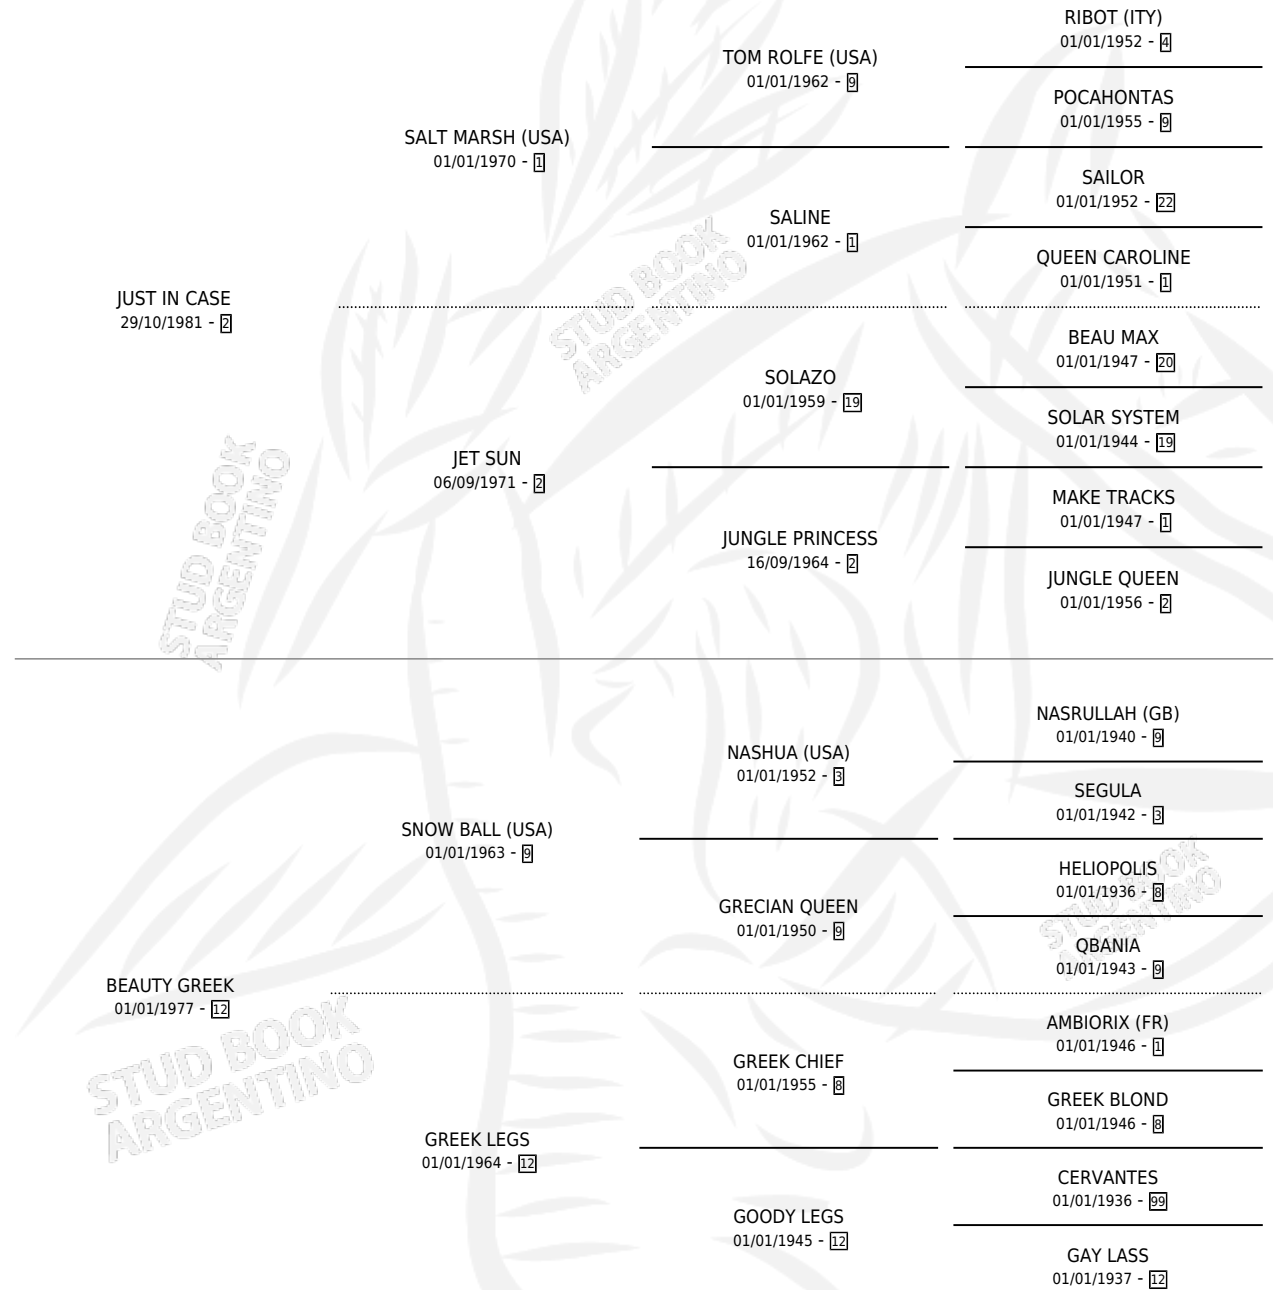 RIBOT (ITY)
01/01/1952 - 4
TOM ROLFE (USA)
01/01/1962 - 9
POCAHONTAS
01/01/1955 - 9
SALT MARSH (USA)
01/01/1970 - 1
SAILOR
01/01/1952 - 22
SALINE
01/01/1962 - 1
QUEEN CAROLINE
01/01/1951 - 1
JUST IN CASE
29/10/1981 - 2
STUD BOOK
ARGENTINO
BEAU MAX
01/01/1947 - 20
SOLAZO
01/01/1959 - 19
SOLAR SYSTEM
01/01/1944 - 19
JET SUN
06/09/1971 - 2
MAKE TRACKS
01/01/1947 - 1
JUNGLE PRINCESS
16/09/1964 - 2
JUNGLE QUEEN
01/01/1956 - 2
STUD BOOK
ARGENTINO
NASRULLAH (GB)
01/01/1940 - 9
NASHUA (USA)
01/01/1952 - 3
SEGULA
01/01/1942 - 3
SNOW BALL (USA)
01/01/1963 - 9
HELIOPOLIS
01/01/1936 - 8
GRECIAN QUEEN
01/01/1950 - 9
STUD BOOK
ARGENTINO
QBANIA
01/01/1943 - 9
BEAUTY GREEK
01/01/1977 - 12
AMBIORIX (FR)
01/01/1946 - 1
STUD BOOK
ARGENTINO
GREEK CHIEF
01/01/1955 - 8
GREEK BLOND
01/01/1946 - 8
GREEK LEGS
01/01/1964 - 12
CERVANTES
01/01/1936 - 99
GOODY LEGS
01/01/1945 - 12
GAY LASS
01/01/1937 - 12